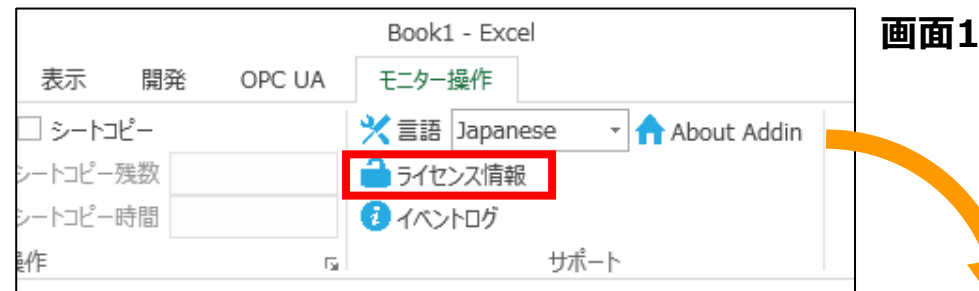 Book1 - Excel
画面1
表示 開発 OPC UA モニター操作
シートコピー 言語 Japanese About Addin
シートコピー残数 ライセンス情報
シートコピー時間 イベントログ
操作 サポート